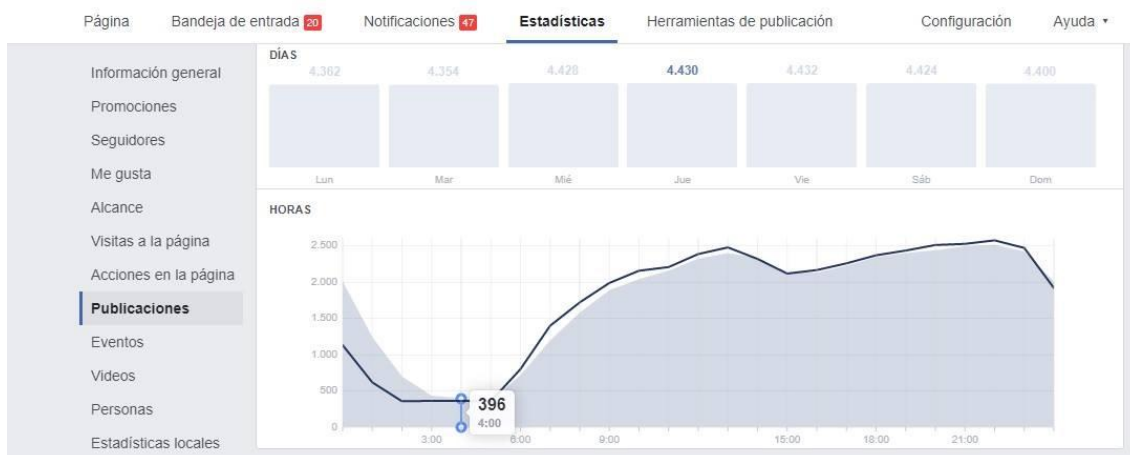 Página Bandeja de entrada 20 Notificaciones 47 Estadísticas Herramientas de publicación Configuración Ayuda
Información general
Promociones
Seguidores
Me gusta
Alcance
Visitas a la página
Acciones en la página
Publicaciones
Eventos
Videos
Personas
Estadísticas locales
DÍAS
4.362 4.354 4.428 4.430 4.432 4.424 4.400
Lun Mar Mié Jue Vie Sáb Dom
HORAS
2.500
2.000
1.500
1.000
500
0
396
4:00
3:00 6:00 9:00 15:00 18:00 21:00